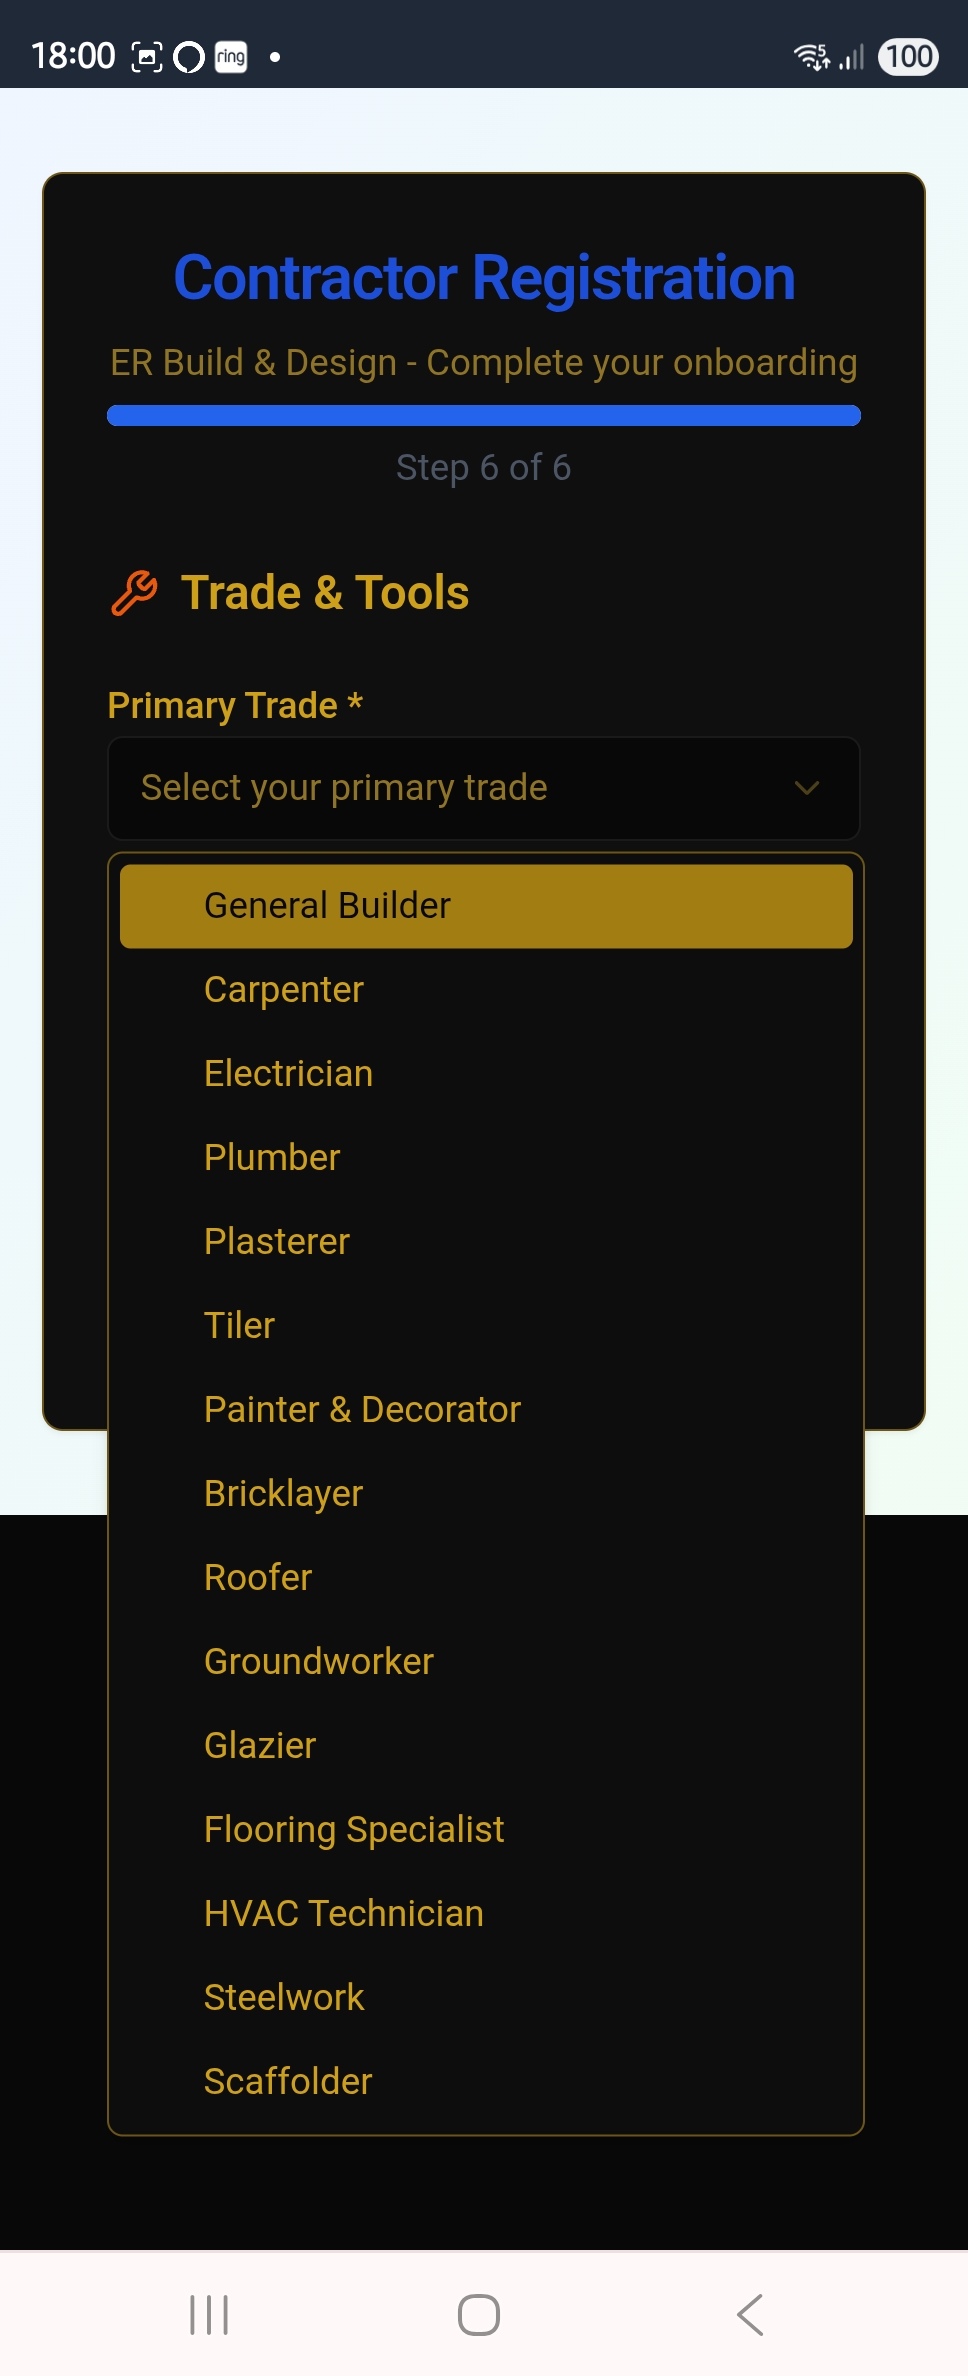 18:00 ring 5 100
Contractor Registration
ER Build & Design - Complete your onboarding
Step 6 of 6
Trade & Tools
Primary Trade *
Select your primary trade
General Builder
Carpenter
Electrician
Plumber
Plasterer
Tiler
Painter & Decorator
Bricklayer
Roofer
Groundworker
Glazier
Flooring Specialist
HVAC Technician
Steelwork
Scaffolder